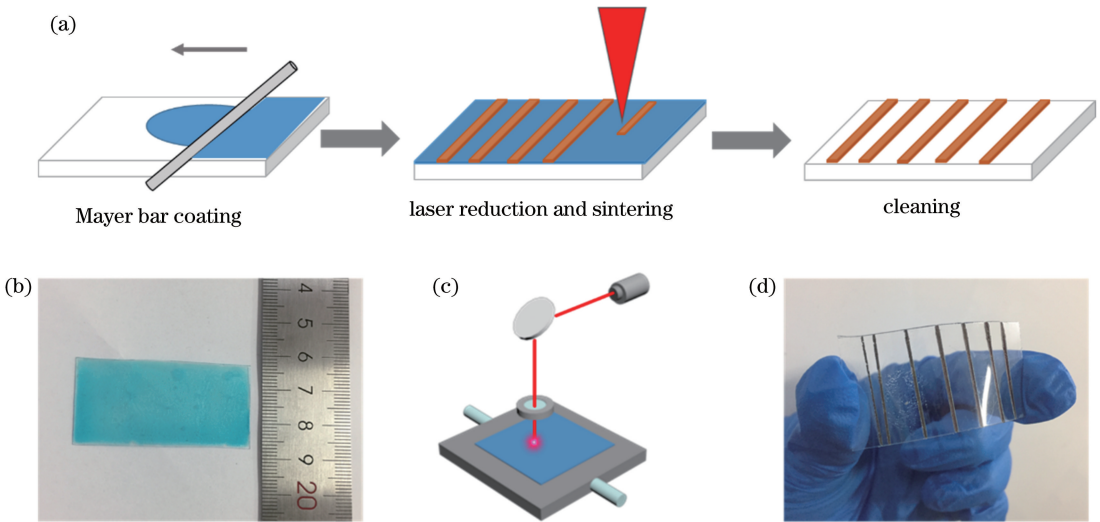 (a)
Mayer bar coating
laser reduction and sintering
cleaning
(b)
4
5
6
7
8
9
20
(c)
(d)